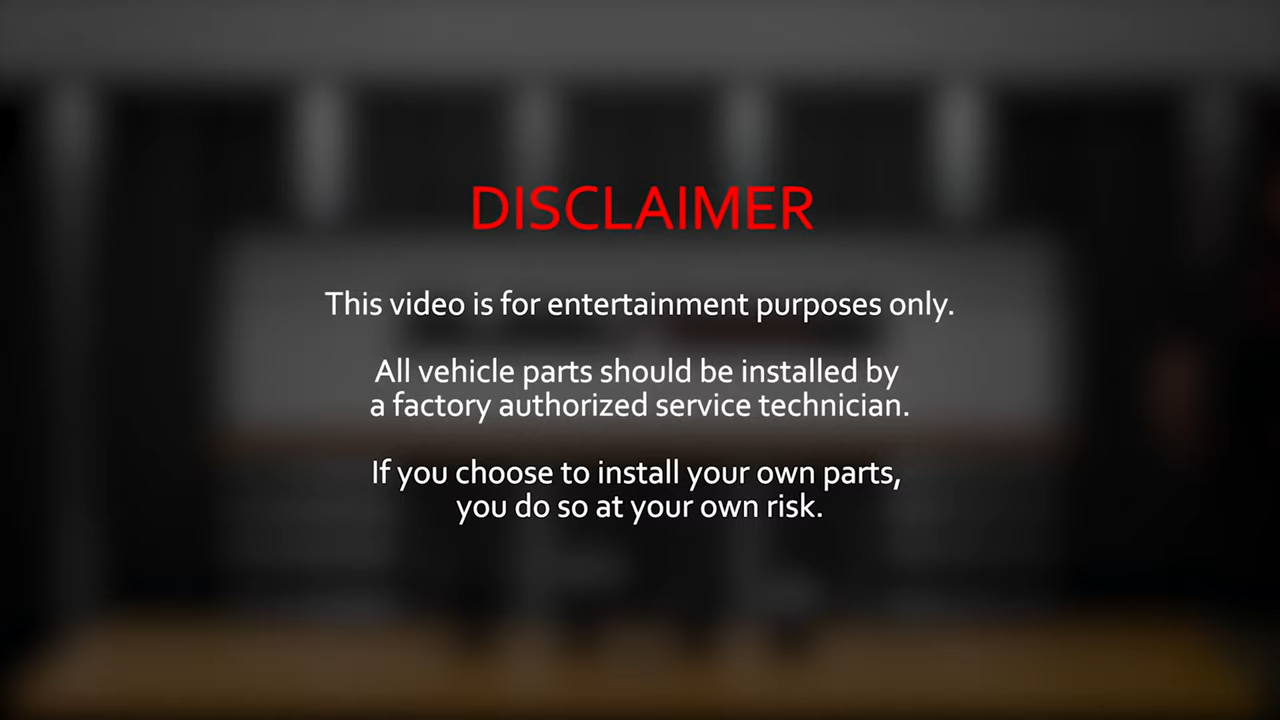 DISCLAIMER
This video is for entertainment purposes only.
All vehicle parts should be installed by
a factory authorized service technician.
If you choose to install your own parts,
you do so at your own risk.